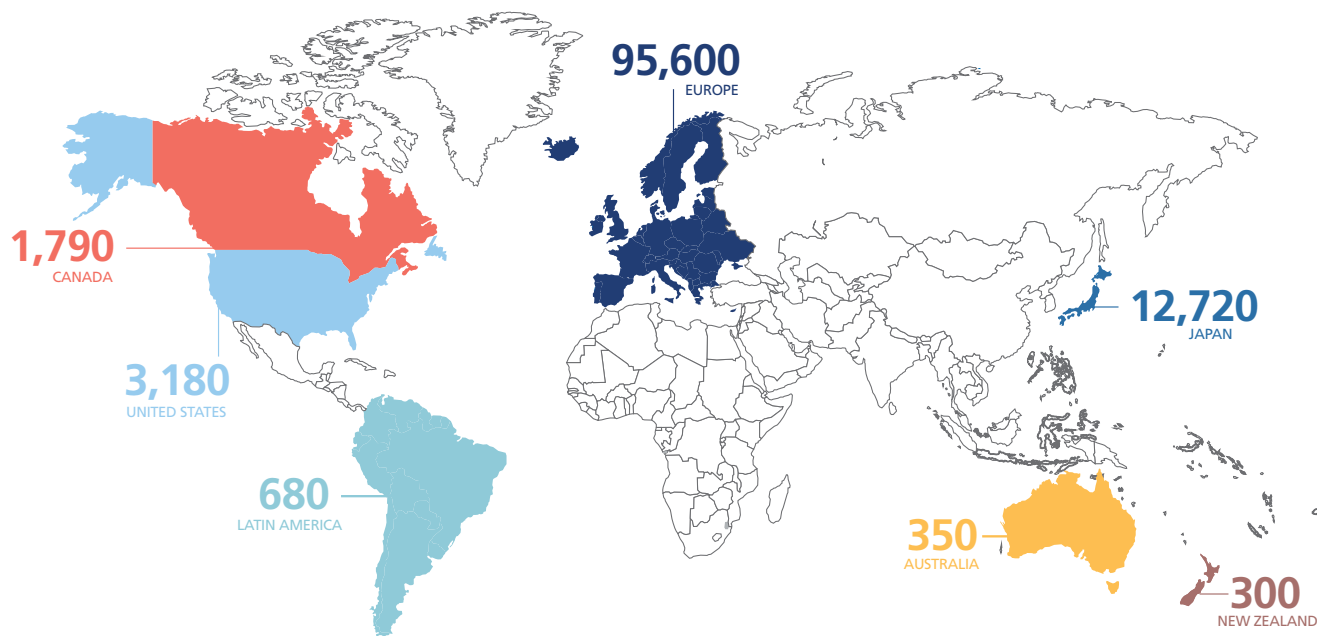 95,600
EUROPE
1,790
CANADA
12,720
JAPAN
3,180
UNITED STATES
680
LATIN AMERICA
350
AUSTRALIA
300
NEW ZEALAND